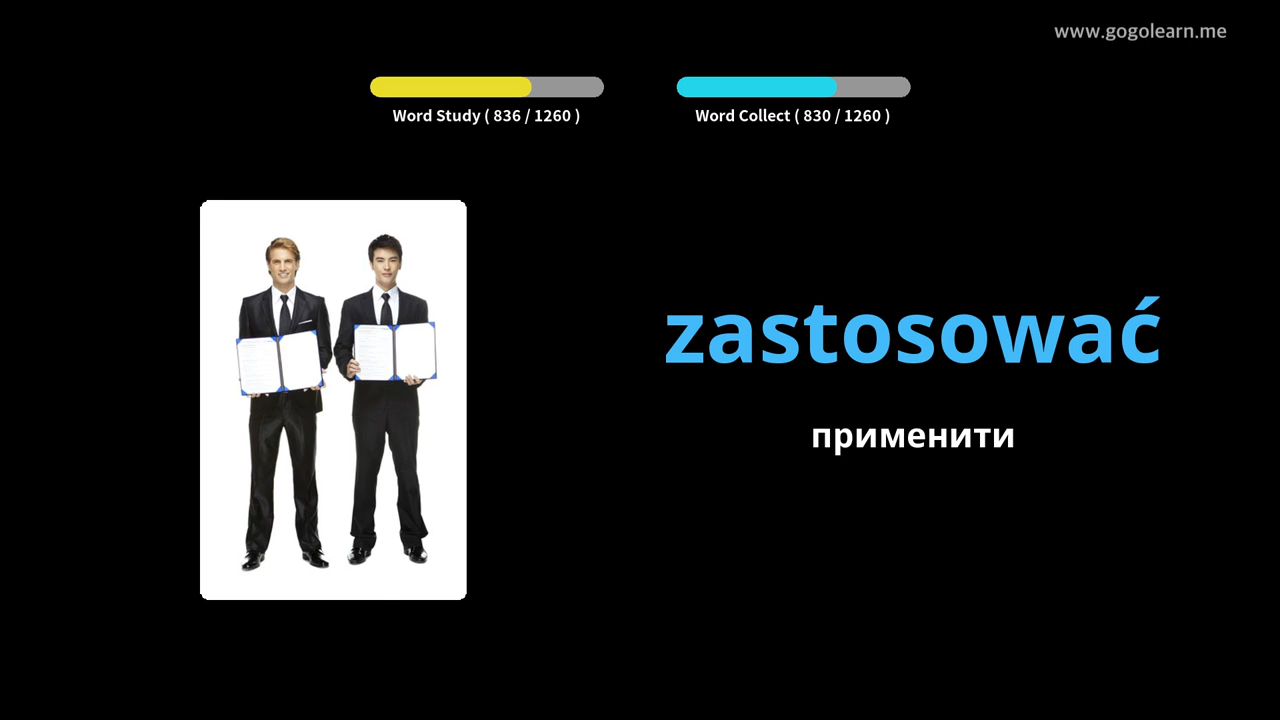 www.gogolearn.me
Word Study ( 836 / 1260 )
Word Collect ( 830 / 1260 )
zastosować
применити